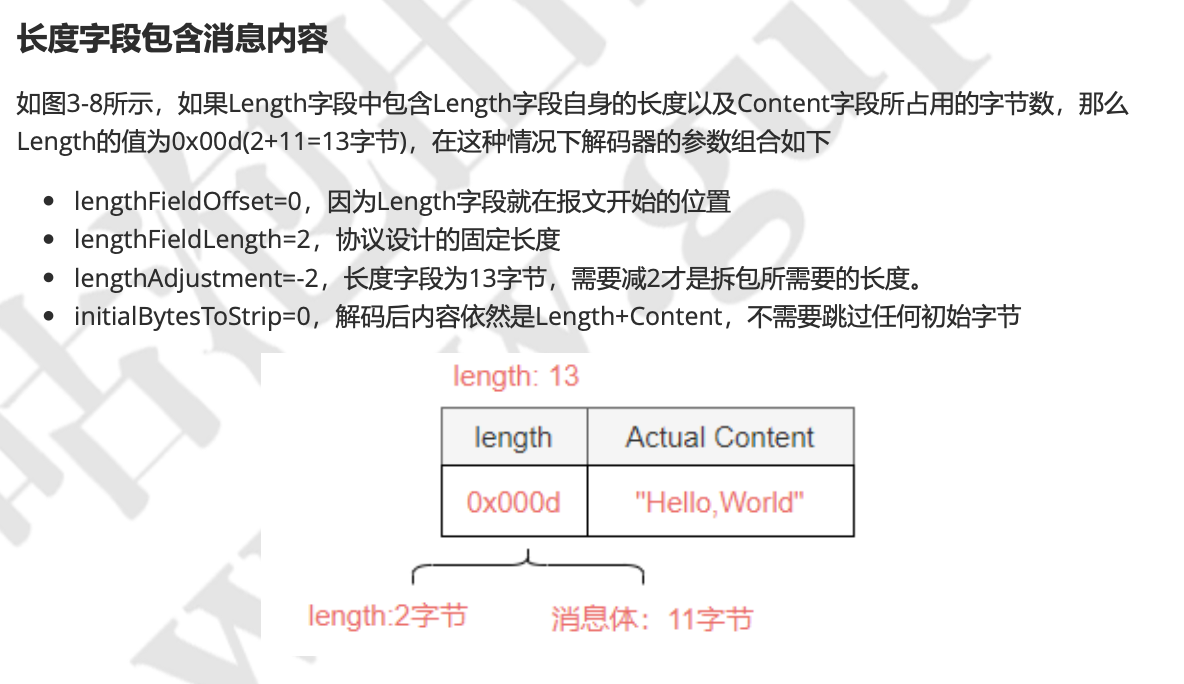 长度字段包含消息内容
如图3-8所示，如果Length字段中包含Length字段自身的长度以及Content字段所占用的字节数，那么
Length的值为0x00d(2+11=13字节)，在这种情况下解码器的参数组合如下
lengthFieldOffset=0，因为Length字段就在报文开始的位置
lengthFieldLength=2，协议设计的固定长度
lengthAdjustment=-2，长度字段为13字节，需要减2才是拆包所需要的长度。
initialBytesToStrip=0，解码后内容依然是Length+Content，不需要跳过任何初始字节
length: 13
length Actual Content
0x000d "Hello,World"
length:2字节 消息体：11字节